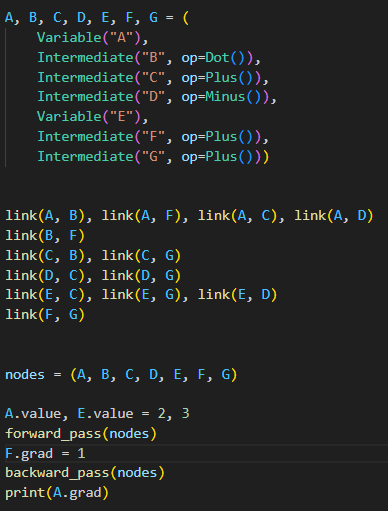 A, B, C, D, E, F, G = (
    Variable("A"),
    Intermediate("B", op=Dot()),
    Intermediate("C", op=Plus()),
    Intermediate("D", op=Minus()),
    Variable("E"),
    Intermediate("F", op=Plus()),
    Intermediate("G", op=Plus()))
link(A, B), link(A, F), link(A, C), link(A, D)
link(B, F)
link(C, B), link(C, G)
link(D, C), link(D, G)
link(E, C), link(E, G), link(E, D)
link(F, G)
nodes = (A, B, C, D, E, F, G)
A.value, E.value = 2, 3
forward_pass(nodes)
F.grad = 1
backward_pass(nodes)
print(A.grad)